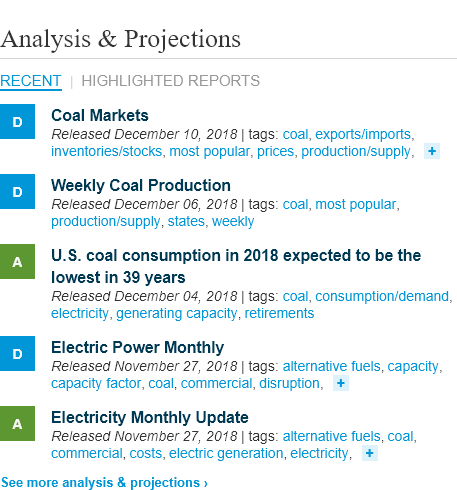 Analysis & Projections
RECENT | HIGHLIGHTED REPORTS
D Coal Markets
Released December 10, 2018 | tags: coal, exports/imports,
inventories/stocks, most popular, prices, production/supply, +
D Weekly Coal Production
Released December 06, 2018 | tags: coal, most popular,
production/supply, states, weekly
A U.S. coal consumption in 2018 expected to be the
lowest in 39 years
Released December 04, 2018 | tags: coal, consumption/demand,
electricity, generating capacity, retirements
D Electric Power Monthly
Released November 27, 2018 | tags: alternative fuels, capacity,
capacity factor, coal, commercial, disruption, +
A Electricity Monthly Update
Released November 27, 2018 | tags: alternative fuels, coal,
commercial, costs, electric generation, electricity, +
See more analysis & projections ›